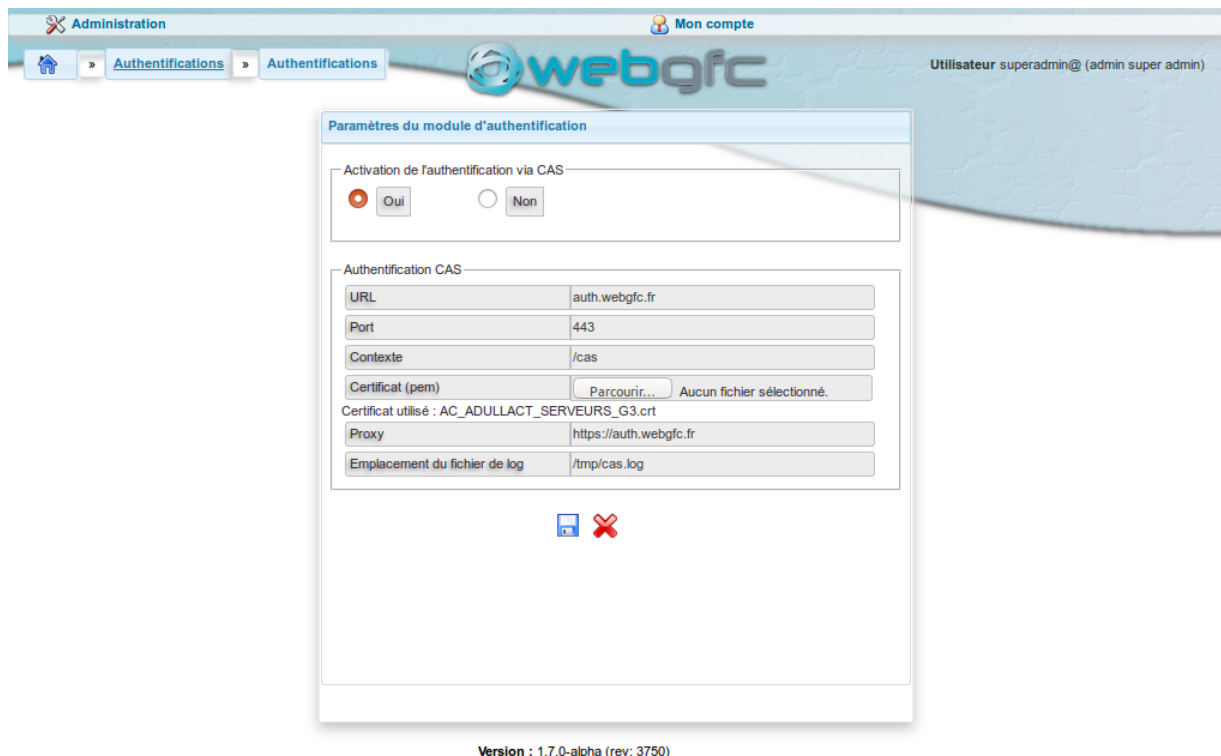 Administration
Mon compte
» Authentifications » Authentifications
webgfc
Utilisateur superadmin@ (admin super admin)
Paramètres du module d'authentification
Activation de l'authentification via CAS
Oui
Non
Authentification CAS
URL auth.webgfc.fr
Port 443
Contexte /cas
Certificat (pem) Parcourir... Aucun fichier sélectionné.
Certificat utilisé : AC_ADULLACT_SERVEURS_G3.crt
Proxy https://auth.webgfc.fr
Emplacement du fichier de log /tmp/cas.log
Version : 1.7.0-alpha (rev: 3750)